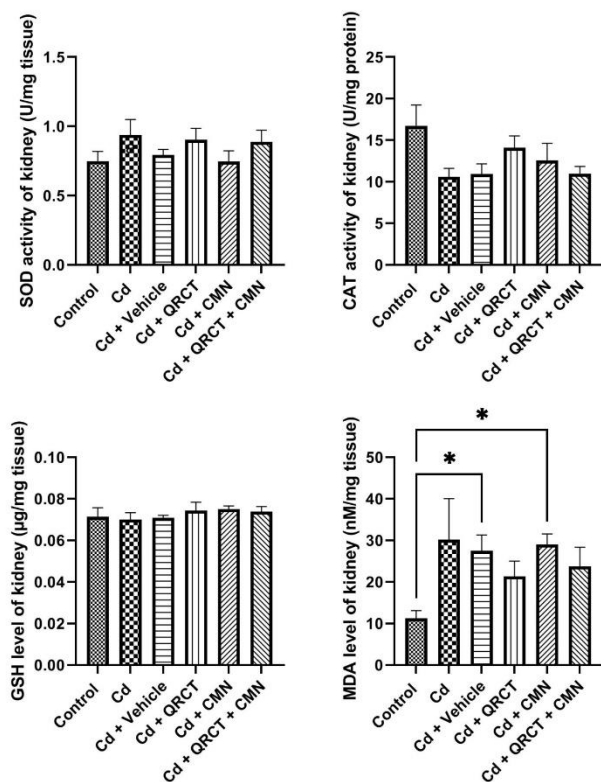 SOD activity of kidney (U/mg tissue)
1.5
1.0
0.5
0.0
Control
Cd
Cd + Vehicle
Cd + QRCT
Cd + CMN
Cd + QRCT + CMN
CAT activity of kidney (U/mg protein)
25
20
15
10
5
0
Control
Cd
Cd + Vehicle
Cd + QRCT
Cd + CMN
Cd + QRCT + CMN
GSH level of kidney (µg/mg tissue)
0.10
0.08
0.06
0.04
0.02
0.00
Control
Cd
Cd + Vehicle
Cd + QRCT
Cd + CMN
Cd + QRCT + CMN
MDA level of kidney (nM/mg tissue)
50
40
30
20
10
0
*
*
Control
Cd
Cd + Vehicle
Cd + QRCT
Cd + CMN
Cd + QRCT + CMN